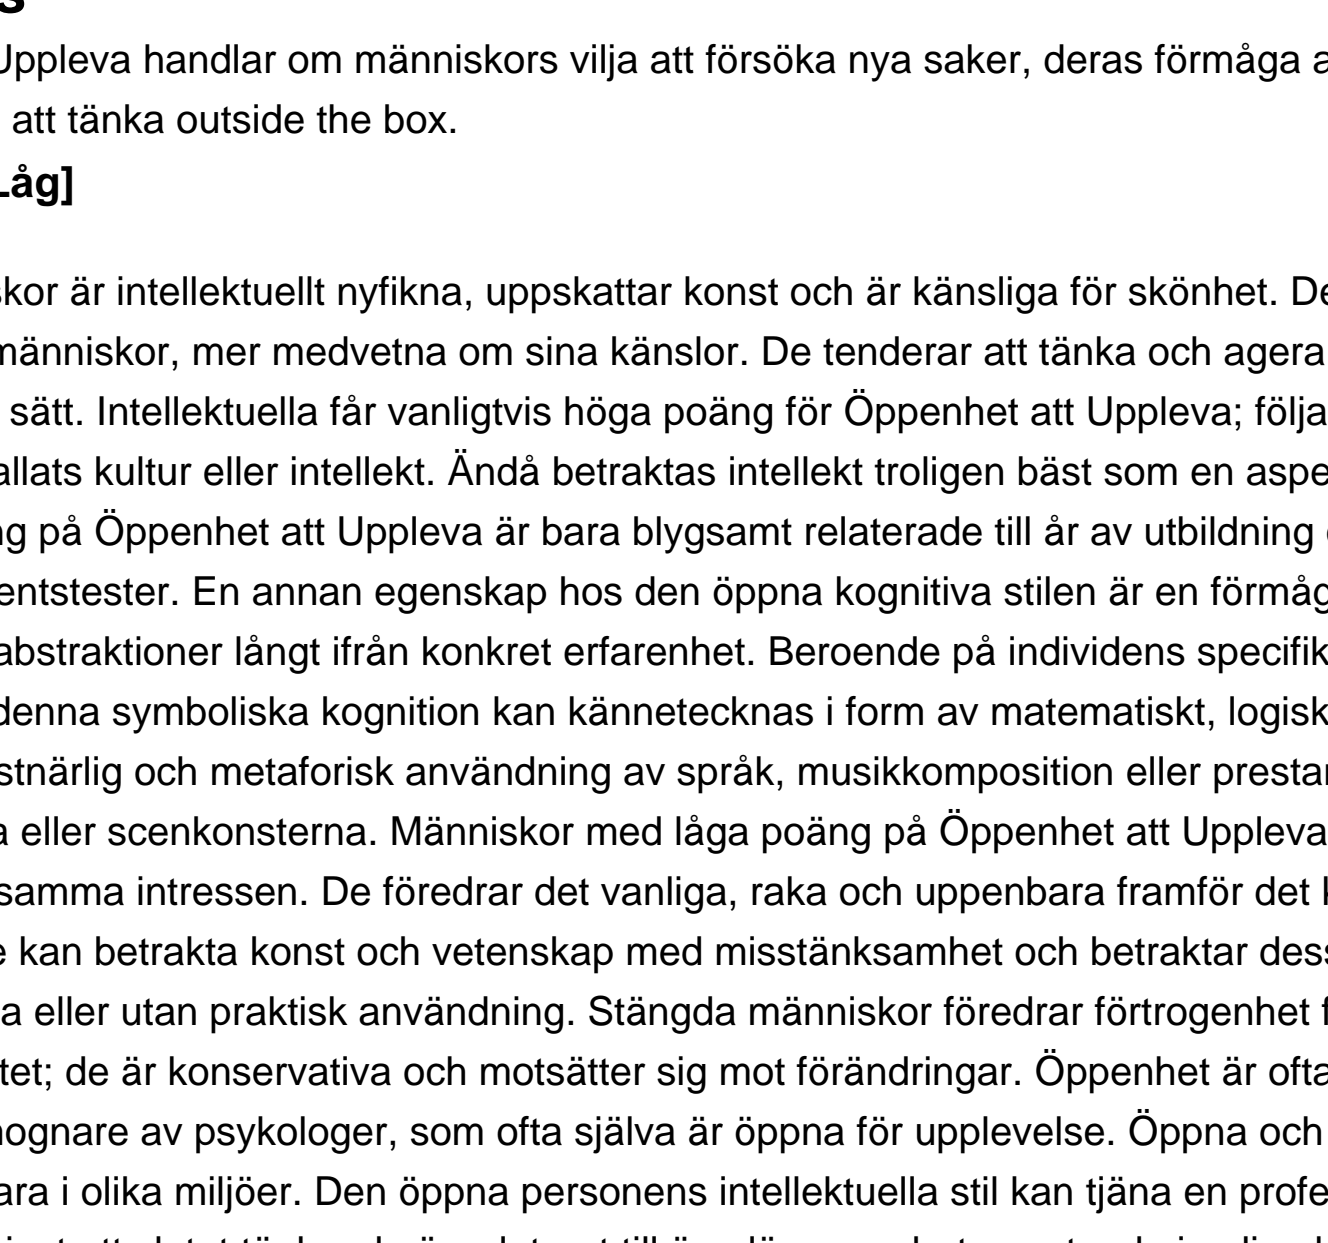 s
Uppleva handlar om människors vilja att försöka nya saker, deras förmåga a
att tänka outside the box.
Låg]
skor är intellektuellt nyfikna, uppskattar konst och är känsliga för skönhet. De
människor, mer medvetna om sina känslor. De tenderar att tänka och agera
sätt. Intellektuella får vanligtvis höga poäng för Öppenhet att Uppleva; följa
allats kultur eller intellekt. Ändå betraktas intellekt troligen bäst som en aspe
ng på Öppenhet att Uppleva är bara blygsamt relaterade till år av utbildning
entstester. En annan egenskap hos den öppna kognitiva stilen är en förmåg
abstraktioner långt ifrån konkret erfarenhet. Beroende på individens specifik
denna symboliska kognition kan kännetecknas i form av matematiskt, logisk
stnärlig och metaforisk användning av språk, musikkomposition eller prestan
a eller scenkonsterna. Människor med låga poäng på Öppenhet att Uppleva
samma intressen. De föredrar det vanliga, raka och uppenbara framför det k
e kan betrakta konst och vetenskap med misstänksamhet och betraktar dess
a eller utan praktisk användning. Stängda människor föredrar förtrogenhet f
tet; de är konservativa och motsätter sig mot förändringar. Öppenhet är ofta
mognare av psykologer, som ofta själva är öppna för upplevelse. Öppna och
ara i olika miljöer. Den öppna personens intellektuella stil kan tjäna en profe